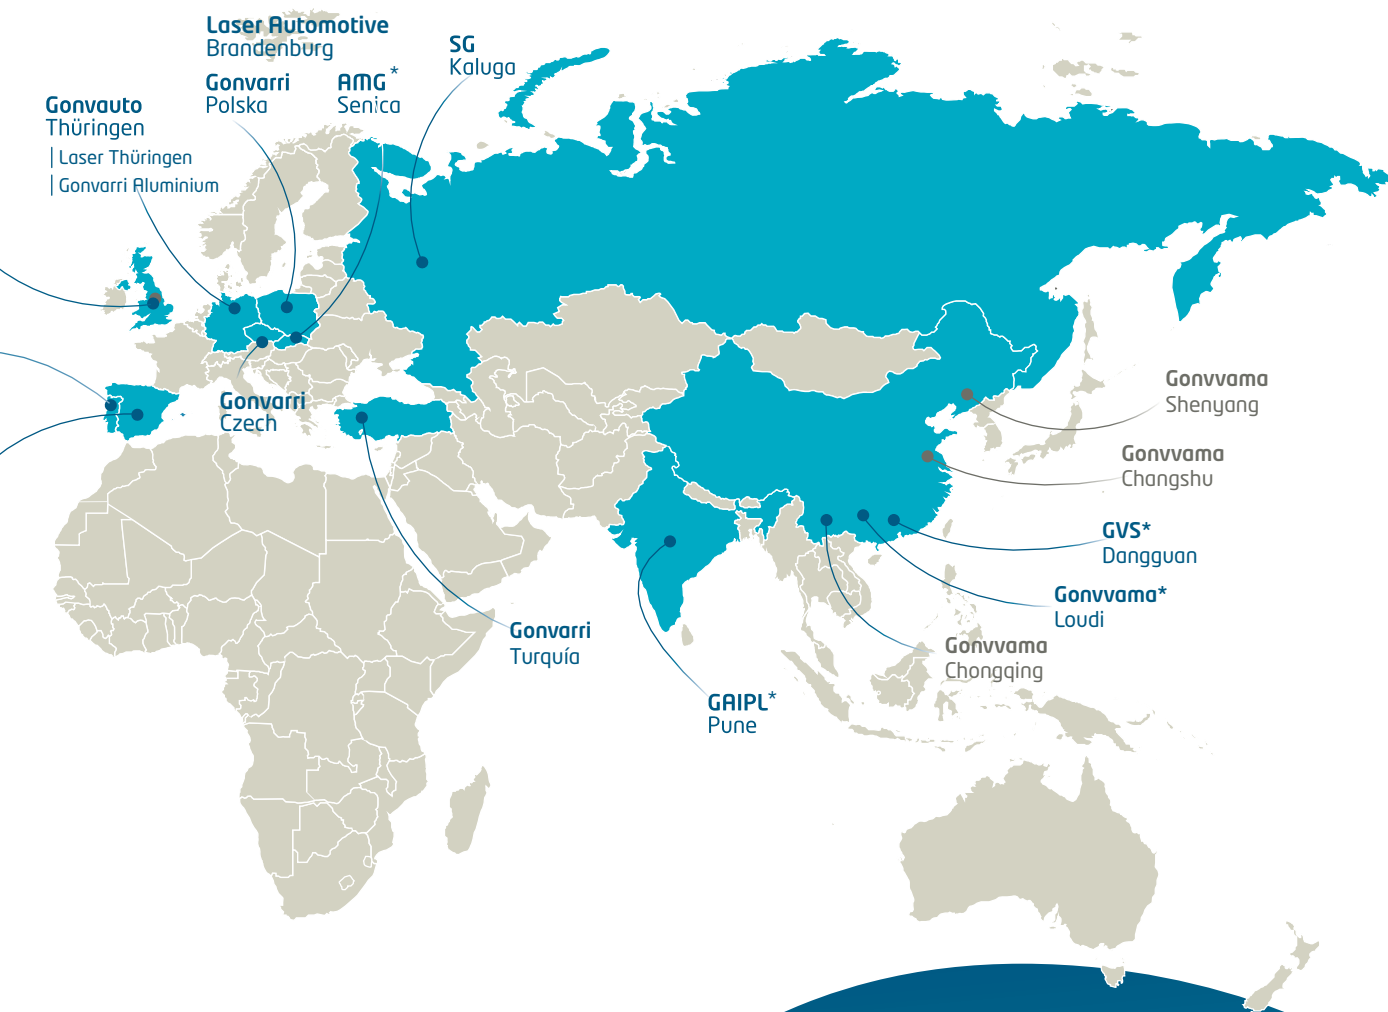 Laser Automotive
Brandenburg
SG
Kaluga
Gonvarri
Polska
AMG*
Senica
Gonvauto
Thüringen
| Laser Thüringen
| Gonvarri Aluminium
Gonvarri
Czech
Gonvvama
Shenyang
Gonvvama
Changshu
GVS*
Dangguan
Gonvvama*
Loudi
Gonvarri
Turquía
Gonvvama
Chongqing
GAIPL*
Pune